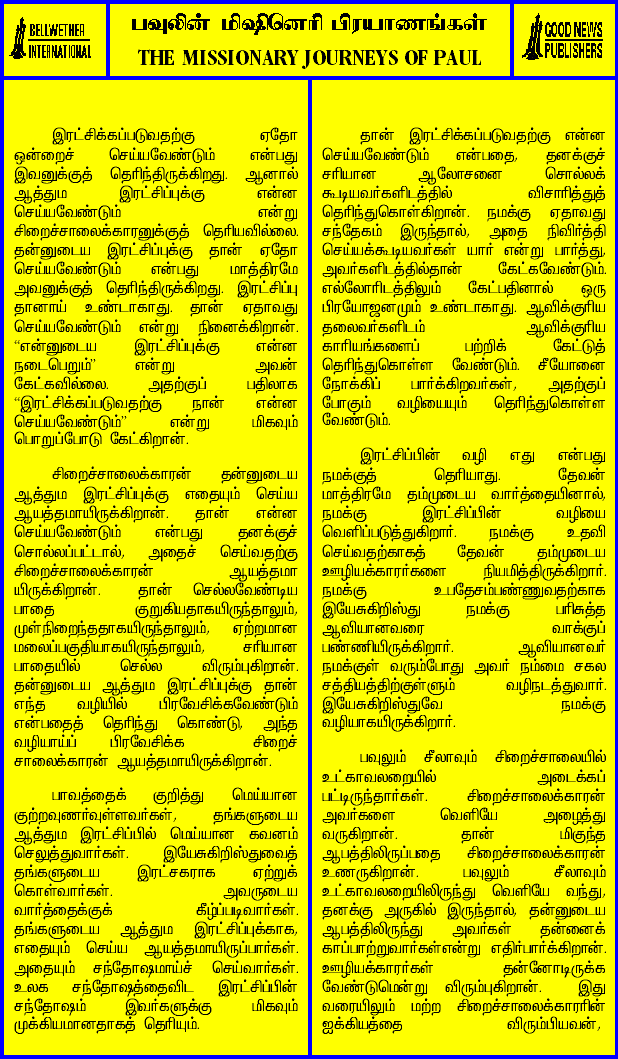 BELLWETHER
INTERNATIONAL
பவுலின் மிஷினெரி பிரயாணங்கள்
THE MISSIONARY JOURNEYS OF PAUL
GOOD NEWS
PUBLISHERS
இரட்சிக்கப்படுவதற்கு ஏதோ
ஒன்றைச் செய்யவேண்டும் என்பது
இவனுக்குத் தெரிந்திருக்கிறது. ஆனால்
ஆத்தும இரட்சிப்புக்கு என்ன
செய்யவேண்டும் என்று
சிறைச்சாலைக்காரனுக்குத் தெரியவில்லை.
தன்னுடைய இரட்சிப்புக்கு தான் ஏதோ
செய்யவேண்டும் என்பது மாத்திரமே
அவனுக்குத் தெரிந்திருக்கிறது. இரட்சிப்பு
தானாய் உண்டாகாது. தான் ஏதாவது
செய்யவேண்டும் என்று நினைக்கிறான்.
“என்னுடைய இரட்சிப்புக்கு என்ன
நடைபெறும்” என்று அவன்
கேட்கவில்லை. அதற்குப் பதிலாக
“இரட்சிக்கப்படுவதற்கு நான் என்ன
செய்யவேண்டும்” என்று மிகவும்
பொறுப்போடு கேட்கிறான்.
சிறைச்சாலைக்காரன் தன்னுடைய
ஆத்தும இரட்சிப்புக்கு எதையும் செய்ய
ஆயத்தமாயிருக்கிறான். தான் என்ன
செய்யவேண்டும் என்பது தனக்குச்
சொல்லப்பட்டால், அதைச் செய்வதற்கு
சிறைச்சாலைக்காரன் ஆயத்தமா
யிருக்கிறான். தான் செல்லவேண்டிய
பாதை குறுகியதாகயிருந்தாலும்,
முள்நிறைந்ததாகயிருந்தாலும், ஏற்றமான
மலைப்பகுதியாகயிருந்தாலும், சரியான
பாதையில் செல்ல விரும்புகிறான்.
தன்னுடைய ஆத்தும இரட்சிப்புக்கு தான்
எந்த வழியில் பிரவேசிக்கவேண்டும்
என்பதைத் தெரிந்து கொண்டு, அந்த
வழியாய்ப் பிரவேசிக்க சிறைச்
சாலைக்காரன் ஆயத்தமாயிருக்கிறான்.
பாவத்தைக் குறித்து மெய்யான
குற்றவுணர்வுள்ளவர்கள், தங்களுடைய
ஆத்தும இரட்சிப்பில் மெய்யான கவனம்
செலுத்துவார்கள். இயேசுகிறிஸ்துவைத்
தங்களுடைய இரட்சகராக ஏற்றுக்
கொள்வார்கள். அவருடைய
வார்த்தைக்குக் கீழ்ப்படிவார்கள்.
தங்களுடைய ஆத்தும இரட்சிப்புக்காக,
எதையும் செய்ய ஆயத்தமாயிருப்பார்கள்.
அதையும் சந்தோஷமாய்ச் செய்வார்கள்.
உலக சந்தோஷத்தைவிட இரட்சிப்பின்
சந்தோஷம் இவர்களுக்கு மிகவும்
முக்கியமானதாகத் தெரியும்.
தான் இரட்சிக்கப்படுவதற்கு என்ன
செய்யவேண்டும் என்பதை, தனக்குச்
சரியான ஆலோசனை சொல்லக்
கூடியவர்களிடத்தில் விசாரித்துத்
தெரிந்துகொள்கிறான். நமக்கு ஏதாவது
சந்தேகம் இருந்தால், அதை நிவிர்த்தி
செய்யக்கூடியவர்கள் யார் என்று பார்த்து,
அவர்களிடத்தில்தான் கேட்கவேண்டும்.
எல்லோரிடத்திலும் கேட்பதினால் ஒரு
பிரயோஜனமும் உண்டாகாது. ஆவிக்குரிய
தலைவர்களிடம் ஆவிக்குரிய
காரியங்களைப் பற்றிக் கேட்டுத்
தெரிந்துகொள்ள வேண்டும். சீயோனை
நோக்கிப் பார்க்கிறவர்கள், அதற்குப்
போகும் வழியையும் தெரிந்துகொள்ள
வேண்டும்.
இரட்சிப்பின் வழி எது என்பது
நமக்குத் தெரியாது. தேவன்
மாத்திரமே தம்முடைய வார்த்தையினால்,
நமக்கு இரட்சிப்பின் வழியை
வெளிப்படுத்துகிறார். நமக்கு உதவி
செய்வதற்காகத் தேவன் தம்முடைய
ஊழியக்காரர்களை நியமித்திருக்கிறார்.
நமக்கு உபதேசம்பண்ணுவதற்காக
இயேசுகிறிஸ்து நமக்கு பரிசுத்த
ஆவியானவரை வாக்குப்
பண்ணியிருக்கிறார். ஆவியானவர்
நமக்குள் வரும்போது அவர் நம்மை சகல
சத்தியத்திற்குள்ளும் வழிநடத்துவார்.
இயேசுகிறிஸ்துவே நமக்கு
வழியாகயிருக்கிறார்.
பவுலும் சீலாவும் சிறைச்சாலையில்
உட்காவலறையில் அடைக்கப்
பட்டிருந்தார்கள். சிறைச்சாலைக்காரன்
அவர்களை வெளியே அழைத்து
வருகிறான். தான் மிகுந்த
ஆபத்திலிருப்பதை சிறைச்சாலைக்காரன்
உணருகிறான். பவுலும் சீலாவும்
உட்காவலறையிலிருந்து வெளியே வந்து,
தனக்கு அருகில் இருந்தால், தன்னுடைய
ஆபத்திலிருந்து அவர்கள் தன்னைக்
காப்பாற்றுவார்கள்என்று எதிர்பார்க்கிறான்.
ஊழியக்காரர்கள் தன்னோடிருக்க
வேண்டுமென்று விரும்புகிறான். இது
வரையிலும் மற்ற சிறைச்சாலைக்காரரின்
ஐக்கியத்தை விரும்பியவன்,